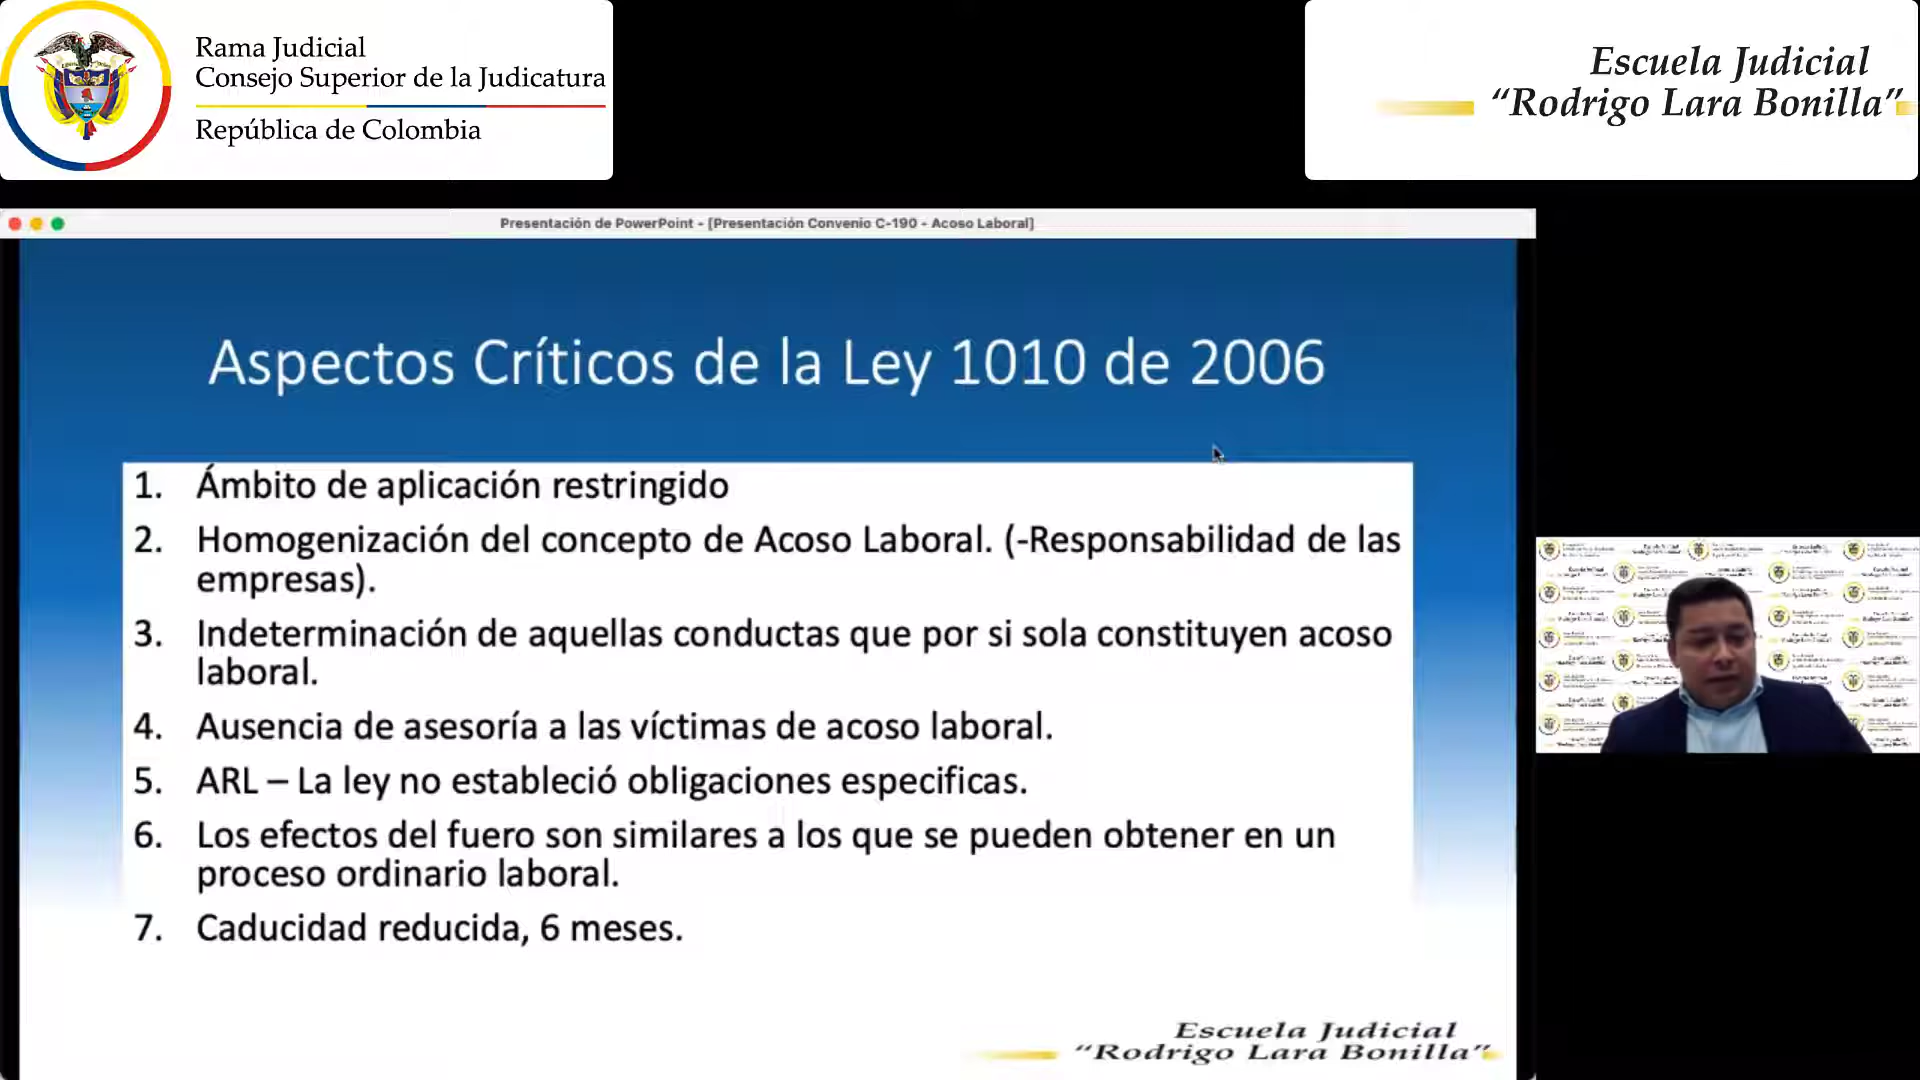 Rama Judicial
Consejo Superior de la Judicatura
República de Colombia
Escuela Judicial
“Rodrigo Lara Bonilla”
Presentación de PowerPoint - [Presentación Convenio C-190 - Acoso Laboral]
Aspectos Críticos de la Ley 1010 de 2006
1. Ámbito de aplicación restringido
2. Homogenización del concepto de Acoso Laboral. (-Responsabilidad de las
empresas).
3. Indeterminación de aquellas conductas que por si sola constituyen acoso
laboral.
4. Ausencia de asesoría a las víctimas de acoso laboral.
5. ARL – La ley no estableció obligaciones especificas.
6. Los efectos del fuero son similares a los que se pueden obtener en un
proceso ordinario laboral.
7. Caducidad reducida, 6 meses.
Escuela Judicial
“Rodrigo Lara Bonilla”